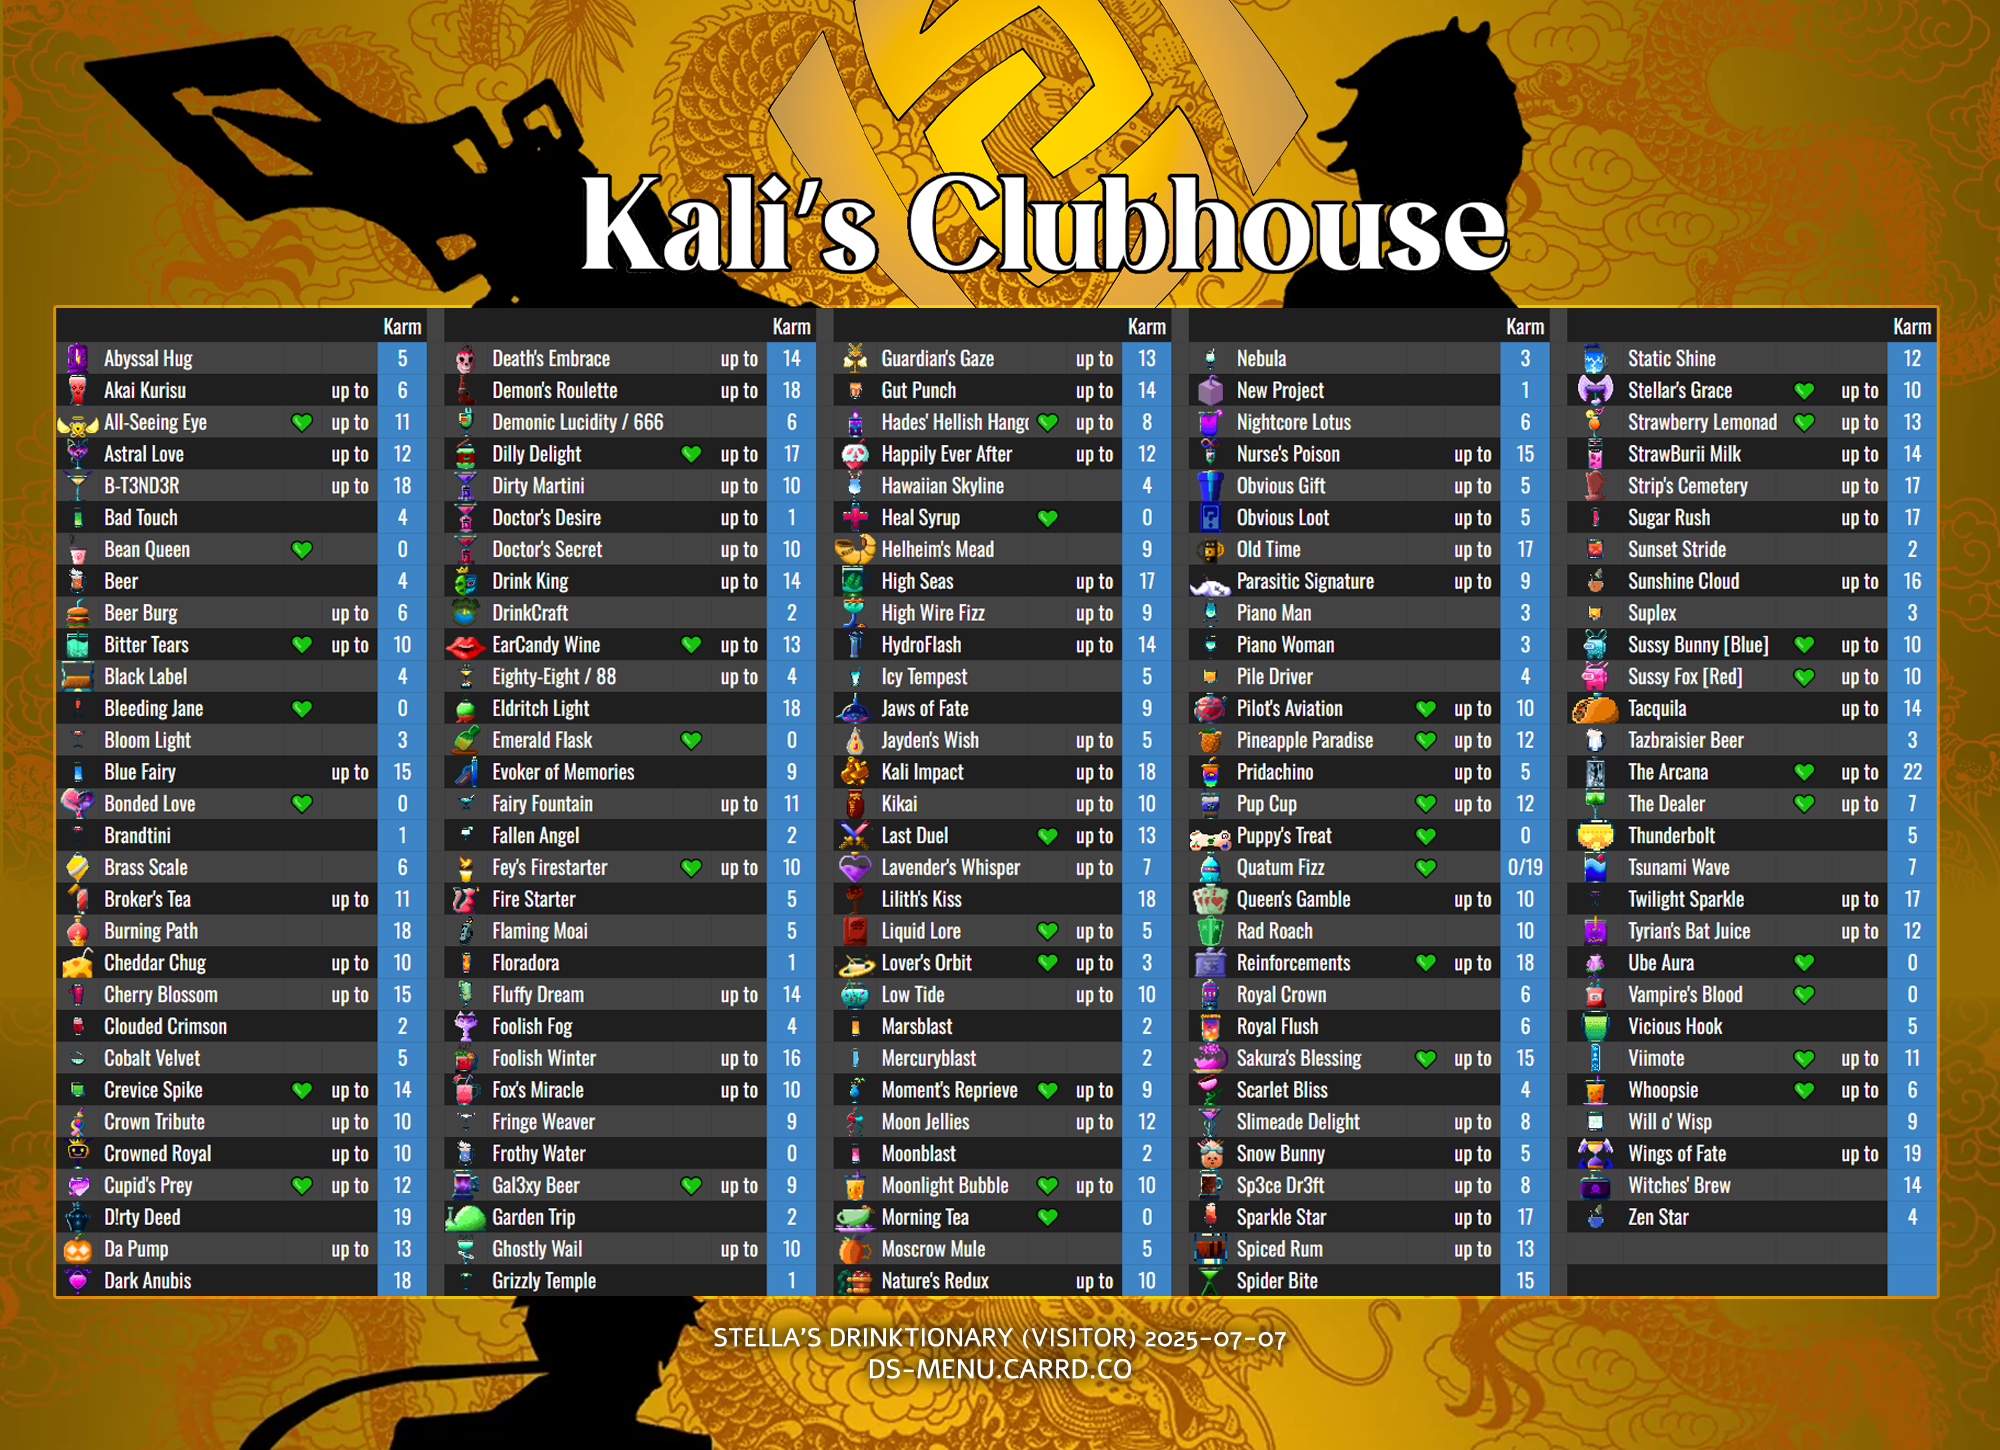 Kali's Clubhouse
Karm
Abyssal Hug 5
Akai Kurisu up to 6
All-Seeing Eye up to 11
Astral Love up to 12
B-T3ND3R up to 18
Bad Touch 4
Bean Queen 0
Beer 4
Beer Burg up to 6
Bitter Tears up to 10
Black Label 4
Bleeding Jane 0
Bloom Light 3
Blue Fairy up to 15
Bonded Love 0
Brandtini 1
Brass Scale 6
Broker's Tea up to 11
Burning Path 18
Cheddar Chug up to 10
Cherry Blossom up to 15
Clouded Crimson 2
Cobalt Velvet 5
Crevice Spike up to 14
Crown Tribute up to 10
Crowned Royal up to 10
Cupid's Prey up to 12
D!rty Deed 19
Da Pump up to 13
Dark Anubis 18
Karm
Death's Embrace up to 14
Demon's Roulette up to 18
Demonic Lucidity / 666 6
Dilly Delight up to 17
Dirty Martini up to 10
Doctor's Desire up to 1
Doctor's Secret up to 10
Drink King up to 14
DrinkCraft 2
EarCandy Wine up to 13
Eighty-Eight / 88 up to 4
Eldritch Light 18
Emerald Flask 0
Evoker of Memories 9
Fairy Fountain up to 11
Fallen Angel 2
Fey's Firestarter up to 10
Fire Starter 5
Flaming Moai 5
Floradora 1
Fluffy Dream up to 14
Foolish Fog 4
Foolish Winter up to 16
Fox's Miracle up to 10
Fringe Weaver 9
Frothy Water 0
Gal3xy Beer up to 9
Garden Trip 2
Ghostly Wail up to 10
Grizzly Temple 1
Karm
Guardian's Gaze up to 13
Gut Punch up to 14
Hades' Hellish Hango up to 8
Happily Ever After up to 12
Hawaiian Skyline 4
Heal Syrup 0
Helheim's Mead 9
High Seas up to 17
High Wire Fizz up to 9
HydroFlash up to 14
Icy Tempest 5
Jaws of Fate 9
Jayden's Wish up to 5
Kali Impact up to 18
Kikai up to 10
Last Duel up to 13
Lavender's Whisper up to 7
Lilith's Kiss 18
Liquid Lore up to 5
Lover's Orbit up to 3
Low Tide up to 10
Marsblast 2
Mercuryblast 2
Moment's Reprieve up to 9
Moon Jellies up to 12
Moonblast 2
Moonlight Bubble up to 10
Morning Tea 0
Moscrow Mule 5
Nature's Redux up to 10
Karm
Nebula 3
New Project 1
Nightcore Lotus 6
Nurse's Poison up to 15
Obvious Gift up to 5
Obvious Loot up to 5
Old Time up to 17
Parasitic Signature up to 9
Piano Man 3
Piano Woman 3
Pile Driver 4
Pilot's Aviation up to 10
Pineapple Paradise up to 12
Pridachino up to 5
Pup Cup up to 12
Puppy's Treat 0
Quatum Fizz 0/19
Queen's Gamble up to 10
Rad Roach 10
Reinforcements up to 18
Royal Crown 6
Royal Flush 6
Sakura's Blessing up to 15
Scarlet Bliss 4
Slimeade Delight up to 8
Snow Bunny up to 5
Sp3ce Dr3ft up to 8
Sparkle Star up to 17
Spiced Rum up to 13
Spider Bite 15
Karm
Static Shine 12
Stellar's Grace up to 10
Strawberry Lemonad up to 13
StrawBurii Milk up to 14
Strip's Cemetery up to 17
Sugar Rush up to 17
Sunset Stride 2
Sunshine Cloud up to 16
Suplex 3
Sussy Bunny [Blue] up to 10
Sussy Fox [Red] up to 10
Tacquila up to 14
Tazbraisier Beer 3
The Arcana up to 22
The Dealer up to 7
Thunderbolt 5
Tsunami Wave 7
Twilight Sparkle up to 17
Tyrian's Bat Juice up to 12
Ube Aura 0
Vampire's Blood 0
Vicious Hook 5
Viimote up to 11
Whoopsie up to 6
Will o' Wisp 9
Wings of Fate up to 19
Witches' Brew 14
Zen Star 4
STELLA'S DRINKTIONARY (VISITOR) 2025-07-07
DS-MENU.CARRD.CO